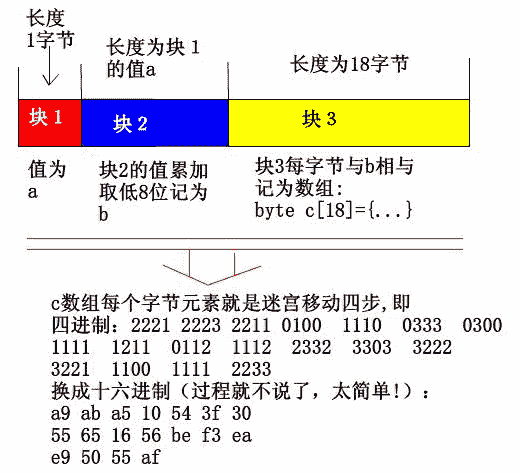 长度
1字节
长度为块1
的值a
长度为18字节
块1
块2
块3
值为
a
块2的值累加
取低8位记为
b
块3每字节与b相与
记为数组:
byte c[18]={...}
c数组每个字节元素就是迷宫移动四步,即
四进制: 2221 2223 2211 0100 1110 0333 0300
1111 1211 0112 1112 2332 3303 3222
3221 1100 1111 2233
换成十六进制(过程就不说了,太简单!):
a9 ab a5 10 54 3f 30
55 65 16 56 be f3 ea
e9 50 55 af